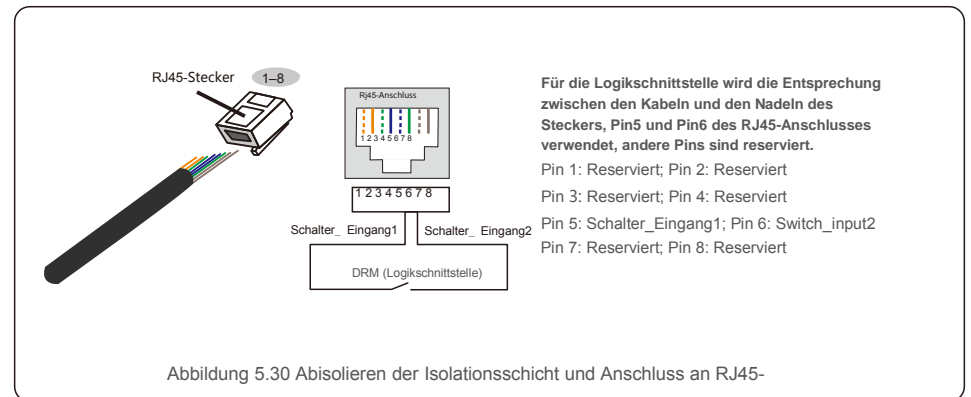 RJ45-Stecker 1–8
Rj45-Anschluss
1 2 3 4 5 6 7 8
1 2 3 4 5 6 7 8
Schalter_ Eingang1 Schalter_ Eingang2
DRM (Logikschnittstelle)
Für die Logikschnittstelle wird die Entsprechung
zwischen den Kabeln und den Nadeln des
Steckers, Pin5 und Pin6 des RJ45-Anschlusses
verwendet, andere Pins sind reserviert.
Pin 1: Reserviert; Pin 2: Reserviert
Pin 3: Reserviert; Pin 4: Reserviert
Pin 5: Schalter_Eingang1; Pin 6: Switch_input2
Pin 7: Reserviert; Pin 8: Reserviert
Abbildung 5.30 Abisolieren der Isolationsschicht und Anschluss an RJ45-